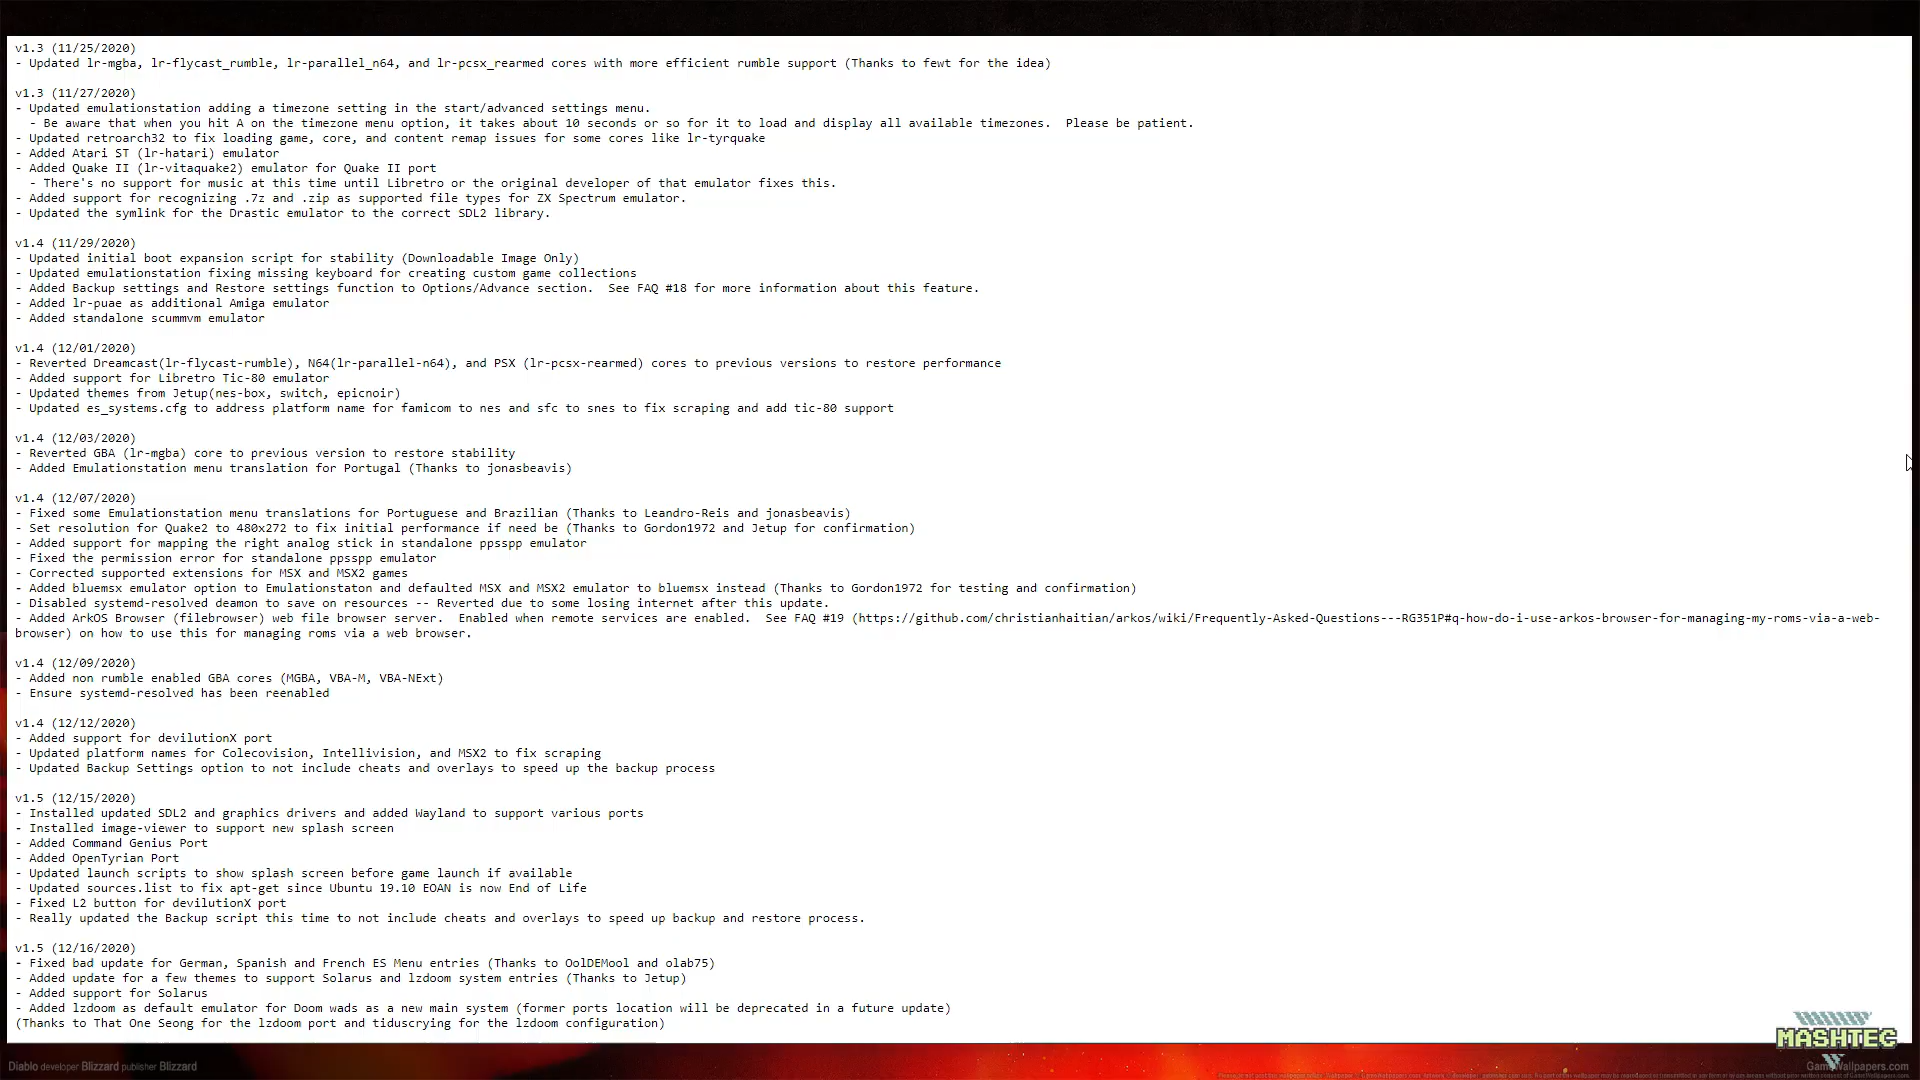 v1.3 (11/25/2020)
- Updated lr-mgba, lr-flycast_rumble, lr-parallel_n64, and lr-pcsx_rearmed cores with more efficient rumble support (Thanks to fewt for the idea)
v1.3 (11/27/2020)
- Updated emulationstation adding a timezone setting in the start/advanced settings menu.
- Be aware that when you hit A on the timezone menu option, it takes about 10 seconds or so for it to load and display all available timezones.  Please be patient.
- Updated retroarch32 to fix loading game, core, and content remap issues for some cores like lr-tyrquake
- Added Atari ST (lr-hatari) emulator
- Added Quake II (lr-vitaquake2) emulator for Quake II port
- There's no support for music at this time until Libretro or the original developer of that emulator fixes this.
- Added support for recognizing .7z and .zip as supported file types for ZX Spectrum emulator.
- Updated the symlink for the Drastic emulator to the correct SDL2 library.
v1.4 (11/29/2020)
- Updated initial boot expansion script for stability (Downloadable Image Only)
- Updated emulationstation fixing missing keyboard for creating custom game collections
- Added Backup settings and Restore settings function to Options/Advance section.  See FAQ #18 for more information about this feature.
- Added lr-puae as additional Amiga emulator
- Added standalone scummvm emulator
v1.4 (12/01/2020)
- Reverted Dreamcast(lr-flycast-rumble), N64(lr-parallel-n64), and PSX (lr-pcsx-rearmed) cores to previous versions to restore performance
- Added support for Libretro Tic-80 emulator
- Updated themes from Jetup(nes-box, switch, epicnoir)
- Updated es_systems.cfg to address platform name for famicom to nes and sfc to snes to fix scraping and add tic-80 support
v1.4 (12/03/2020)
- Reverted GBA (lr-mgba) core to previous version to restore stability
- Added Emulationstation menu translation for Portugal (Thanks to jonasbeavis)
v1.4 (12/07/2020)
- Fixed some Emulationstation menu translations for Portuguese and Brazilian (Thanks to Leandro-Reis and jonasbeavis)
- Set resolution for Quake2 to 480x272 to fix initial performance if need be (Thanks to Gordon1972 and Jetup for confirmation)
- Added support for mapping the right analog stick in standalone ppsspp emulator
- Fixed the permission error for standalone ppsspp emulator
- Corrected supported extensions for MSX and MSX2 games
- Added bluemsx emulator option to Emulationstaton and defaulted MSX and MSX2 emulator to bluemsx instead (Thanks to Gordon1972 for testing and confirmation)
- Disabled systemd-resolved deamon to save on resources -- Reverted due to some losing internet after this update.
- Added ArkOS Browser (filebrowser) web file browser server.  Enabled when remote services are enabled.  See FAQ #19 (https://github.com/christianhaitian/arkos/wiki/Frequently-Asked-Questions---RG351P#q-how-do-i-use-arkos-browser-for-managing-my-roms-via-a-web-
browser) on how to use this for managing roms via a web browser.
v1.4 (12/09/2020)
- Added non rumble enabled GBA cores (MGBA, VBA-M, VBA-NExt)
- Ensure systemd-resolved has been reenabled
v1.4 (12/12/2020)
- Added support for devilutionX port
- Updated platform names for Colecovision, Intellivision, and MSX2 to fix scraping
- Updated Backup Settings option to not include cheats and overlays to speed up the backup process
v1.5 (12/15/2020)
- Installed updated SDL2 and graphics drivers and added Wayland to support various ports
- Installed image-viewer to support new splash screen
- Added Command Genius Port
- Added OpenTyrian Port
- Updated launch scripts to show splash screen before game launch if available
- Updated sources.list to fix apt-get since Ubuntu 19.10 EOAN is now End of Life
- Fixed L2 button for devilutionX port
- Really updated the Backup script this time to not include cheats and overlays to speed up backup and restore process.
v1.5 (12/16/2020)
- Fixed bad update for German, Spanish and French ES Menu entries (Thanks to OolDEMool and olab75)
- Added update for a few themes to support Solarus and lzdoom system entries (Thanks to Jetup)
- Added support for Solarus
- Added lzdoom as default emulator for Doom wads as a new main system (former ports location will be deprecated in a future update)
(Thanks to That One Seong for the lzdoom port and tiduscrying for the lzdoom configuration)
MASHTEC
Diablo developer Blizzard publisher Blizzard
GameWallpapers.com